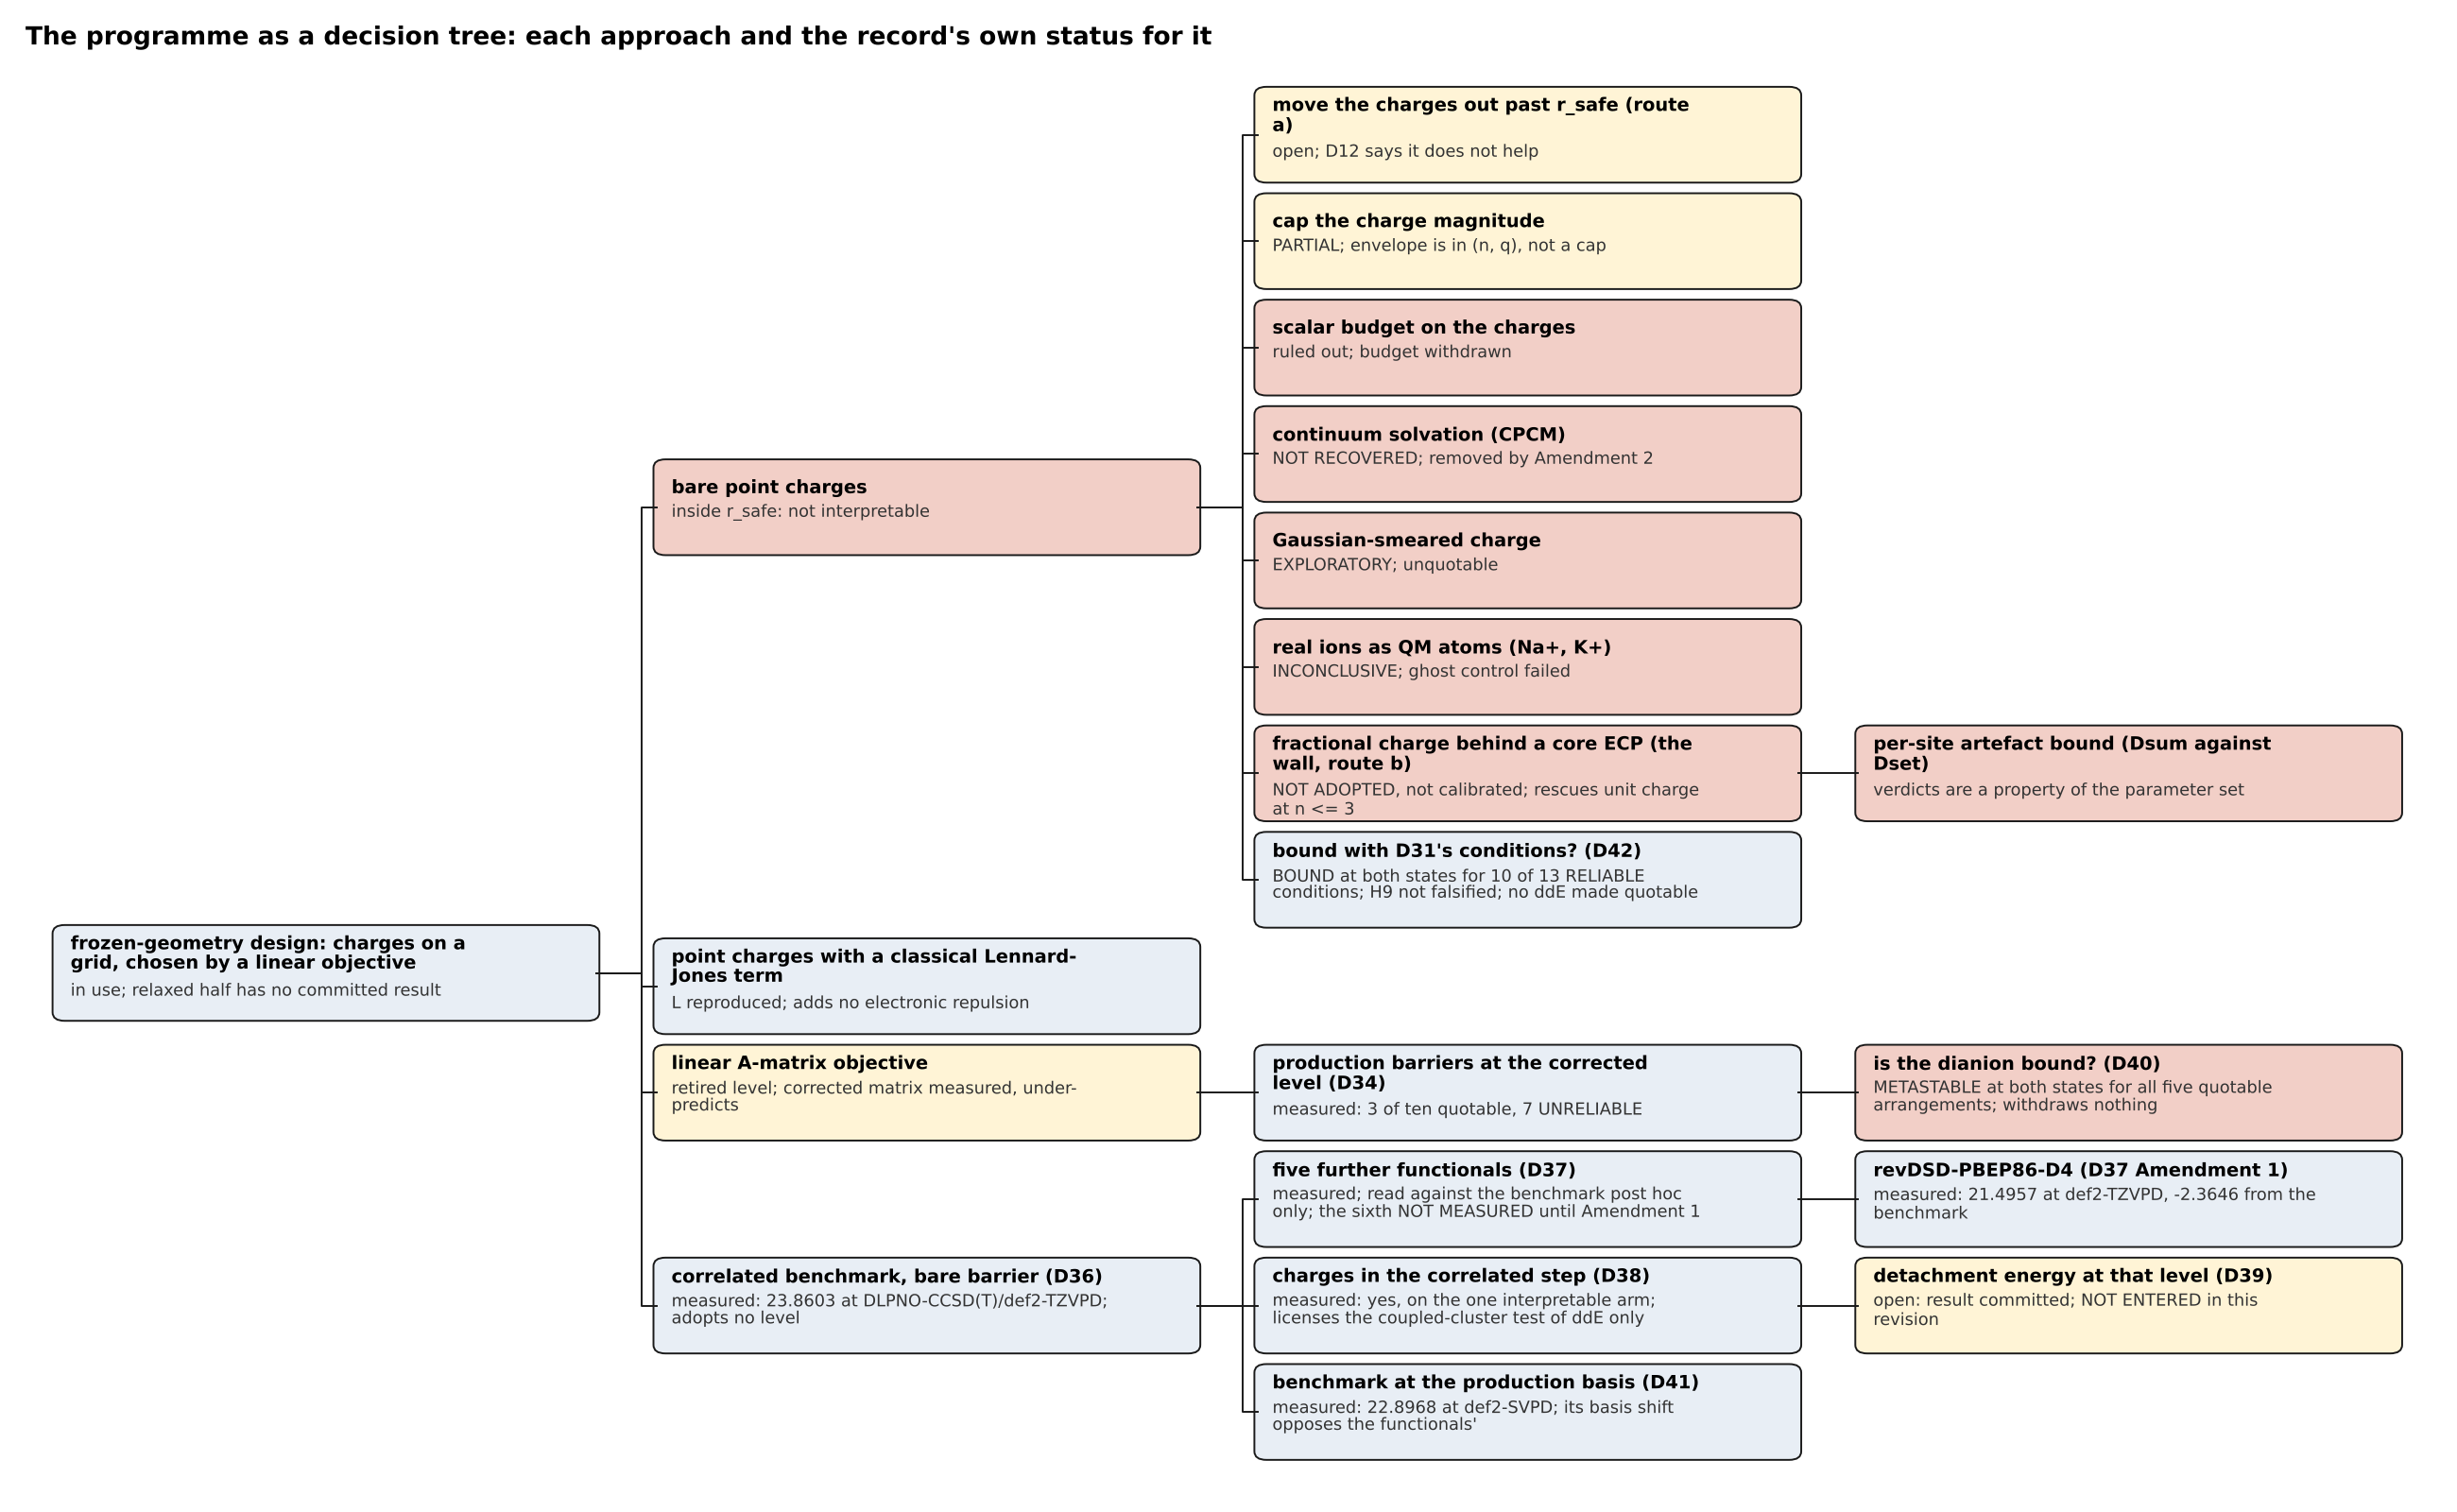 The programme as a decision tree: each approach and the record's own status for it
move the charges out past r_safe (route
a)
open; D12 says it does not help
cap the charge magnitude
PARTIAL; envelope is in (n, q), not a cap
scalar budget on the charges
ruled out; budget withdrawn
continuum solvation (CPCM)
NOT RECOVERED; removed by Amendment 2
bare point charges
inside r_safe: not interpretable
Gaussian-smeared charge
EXPLORATORY; unquotable
real ions as QM atoms (Na+, K+)
INCONCLUSIVE; ghost control failed
fractional charge behind a core ECP (the
wall, route b)
NOT ADOPTED, not calibrated; rescues unit charge
at n <= 3
per-site artefact bound (Dsum against
Dset)
verdicts are a property of the parameter set
bound with D31's conditions? (D42)
BOUND at both states for 10 of 13 RELIABLE
conditions; H9 not falsified; no ddE made quotable
frozen-geometry design: charges on a
grid, chosen by a linear objective
in use; relaxed half has no committed result
point charges with a classical Lennard-
Jones term
L reproduced; adds no electronic repulsion
linear A-matrix objective
retired level; corrected matrix measured, under-
predicts
production barriers at the corrected
level (D34)
measured: 3 of ten quotable, 7 UNRELIABLE
is the dianion bound? (D40)
METASTABLE at both states for all five quotable
arrangements; withdraws nothing
five further functionals (D37)
measured; read against the benchmark post hoc
only; the sixth NOT MEASURED until Amendment 1
revDSD-PBEP86-D4 (D37 Amendment 1)
measured: 21.4957 at def2-TZVPD, -2.3646 from the
benchmark
correlated benchmark, bare barrier (D36)
measured: 23.8603 at DLPNO-CCSD(T)/def2-TZVPD;
adopts no level
charges in the correlated step (D38)
measured: yes, on the one interpretable arm;
licenses the coupled-cluster test of ddE only
detachment energy at that level (D39)
open: result committed; NOT ENTERED in this
revision
benchmark at the production basis (D41)
measured: 22.8968 at def2-SVPD; its basis shift
opposes the functionals'